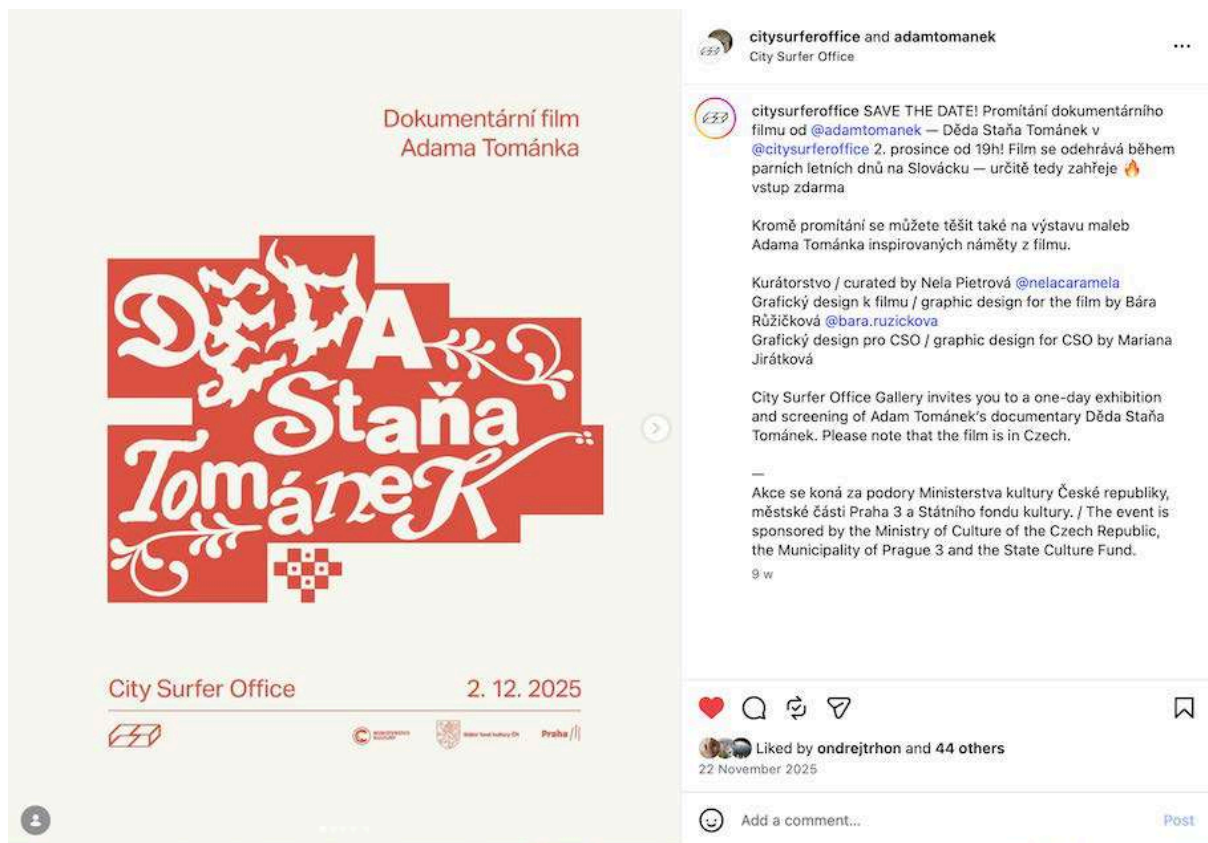 Dokumentární film
Adama Tománka
DĚDA
Staňa
TománeK
City Surfer Office
2. 12. 2025
MINISTERSTVO
KULTURY
Státní fond kultury ČR
Praha
citysurferoffice and adamtomanek
City Surfer Office
citysurferoffice SAVE THE DATE! Promítání dokumentárního
filmu od @adamtomanek — Děda Staňa Tománek v
@citysurferoffice 2. prosince od 19h! Film se odehrává během
parních letních dnů na Slovácku — určitě tedy zahřeje 🔥
vstup zdarma
Kromě promítání se můžete těšit také na výstavu maleb
Adama Tománka inspirovaných náměty z filmu.
Kurátorstvo / curated by Nela Pietrová @nelacaramela
Grafický design k filmu / graphic design for the film by Bára
Růžičková @bara.ruzickova
Grafický design pro CSO / graphic design for CSO by Mariana
Jirátková
City Surfer Office Gallery invites you to a one-day exhibition
and screening of Adam Tománek's documentary Děda Staňa
Tománek. Please note that the film is in Czech.
—
Akce se koná za podory Ministerstva kultury České republiky,
městské části Praha 3 a Státního fondu kultury. / The event is
sponsored by the Ministry of Culture of the Czech Republic,
the Municipality of Prague 3 and the State Culture Fund.
9 w
Liked by ondrejtrhon and 44 others
22 November 2025
Add a comment...
Post